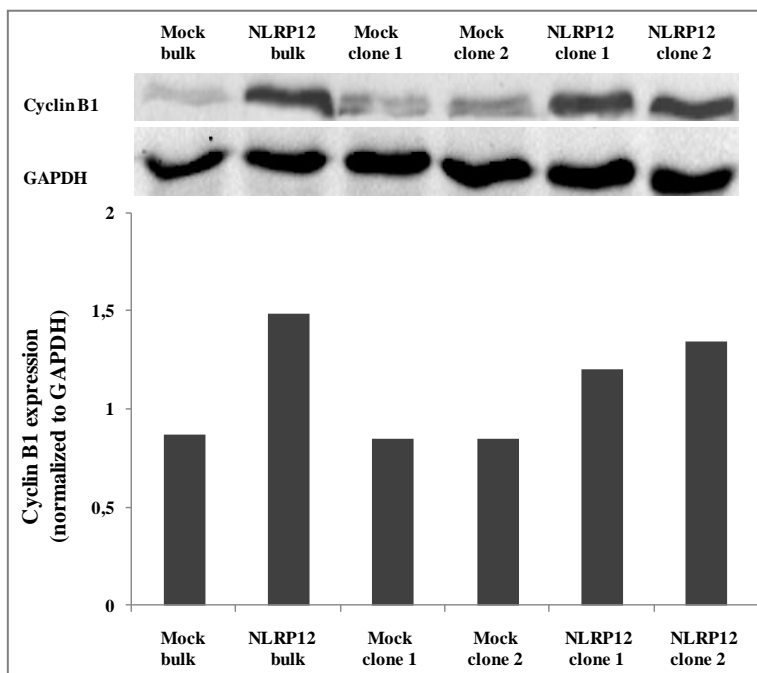 Mock NLRP12 Mock Mock NLRP12 NLRP12
bulk bulk clone 1 clone 2 clone 1 clone 2
Cyclin B1
GAPDH
2
1,5
1
0,5
0
Cyclin B1 expression
(normalized to GAPDH)
Mock NLRP12 Mock Mock NLRP12 NLRP12
bulk bulk clone 1 clone 2 clone 1 clone 2